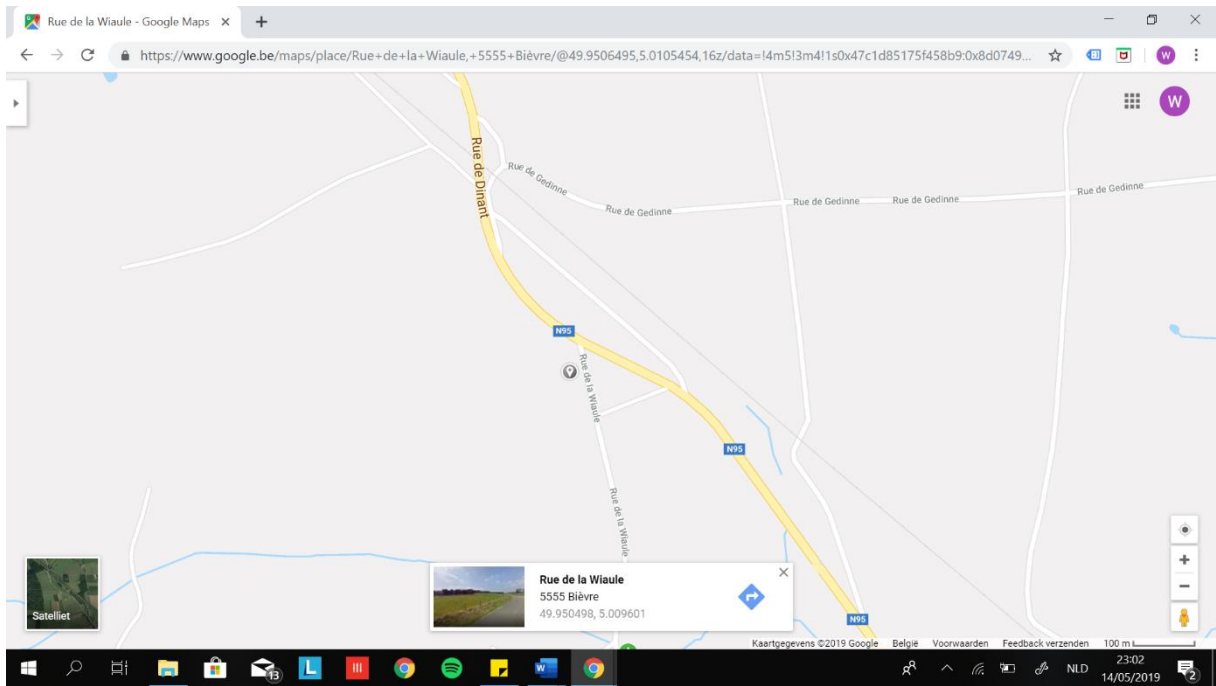 Rue de la Wiaule - Google Maps
https://www.google.be/maps/place/Rue+de+la+Wiaule,+5555+Bièvre/@49.9506495,5.0105454,16z/data=!4m5!3m4!1s0x47c1d85175f458b9:0x8d0749...
W
W
Rue de Dinant
Rue de Gedinne
Rue de Gedinne
Rue de Gedinne
Rue de Gedinne
Rue de Gedinne
N95
Rue de la Wiaule
N95
Rue de la Wiaule
N95
Satelliet
Rue de la Wiaule
5555 Bièvre
49.950498, 5.009601
Kaartgegevens ©2019 Google België Voorwaarden Feedback verzenden 100 m
13
L
W
NLD
23:02
14/05/2019
2